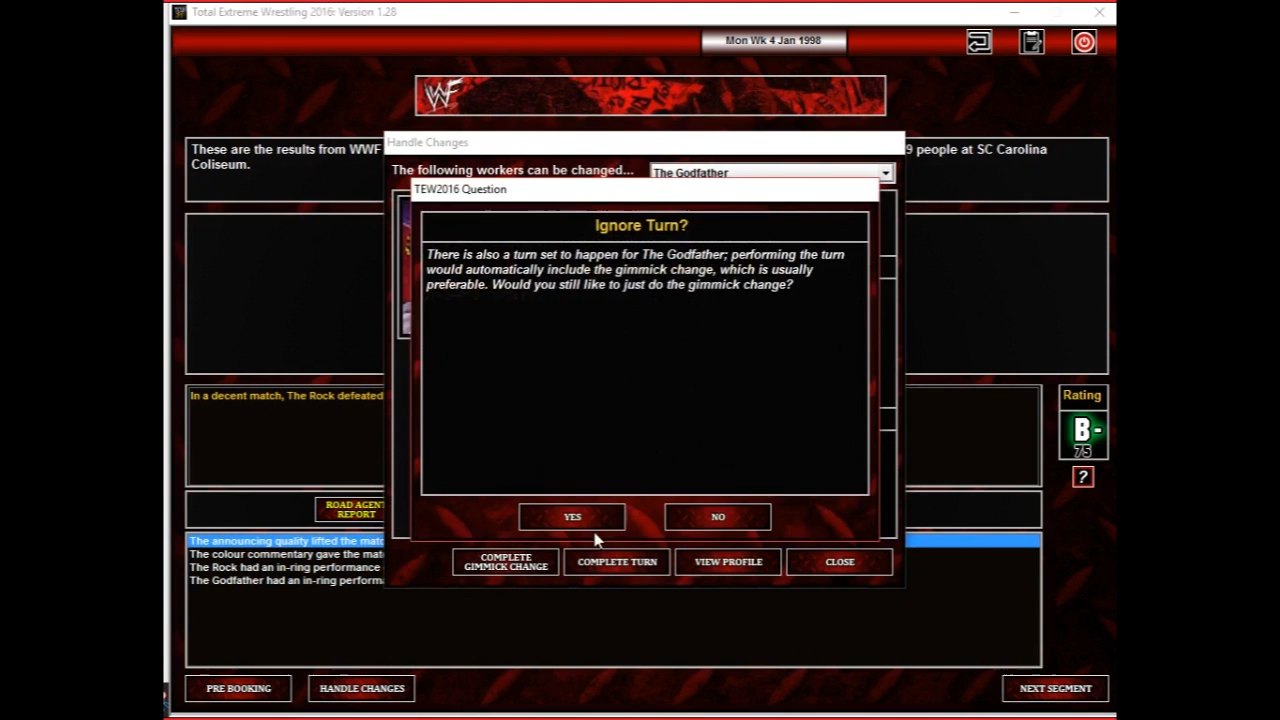 Total Extreme Wrestling 2016: Version 1.28
Mon Wk 4 Jan 1998
WF
These are the results from WWF
9 people at SC Carolina
Coliseum.
Handle Changes
The following workers can be changed...
The Godfather
TEW2016 Question
Ignore Turn?
There is also a turn set to happen for The Godfather; performing the turn
would automatically include the gimmick change, which is usually
preferable. Would you still like to just do the gimmick change?
YES
NO
COMPLETE
GIMMICK CHANGE
COMPLETE TURN
VIEW PROFILE
CLOSE
In a decent match, The Rock defeated
Rating
B-
75
?
ROAD AGENT
REPORT
The announcing quality lifted the matc
The colour commentary gave the mat
The Rock had an in-ring performance
The Godfather had an in-ring performa
PRE BOOKING
HANDLE CHANGES
NEXT SEGMENT